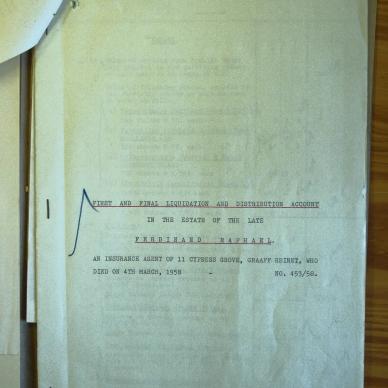 FIRST AND FINAL LIQUIDATION AND DISTRIBUTION ACCOUNT
IN THE ESTATE OF THE LATE
FERDINAND RAPHAEL.
AN INSURANCE AGENT OF 11 CYPRESS GROVE, GRAAFF REINET, WHO
DIED ON 4TH MARCH, 1958 - NO. 453/58.